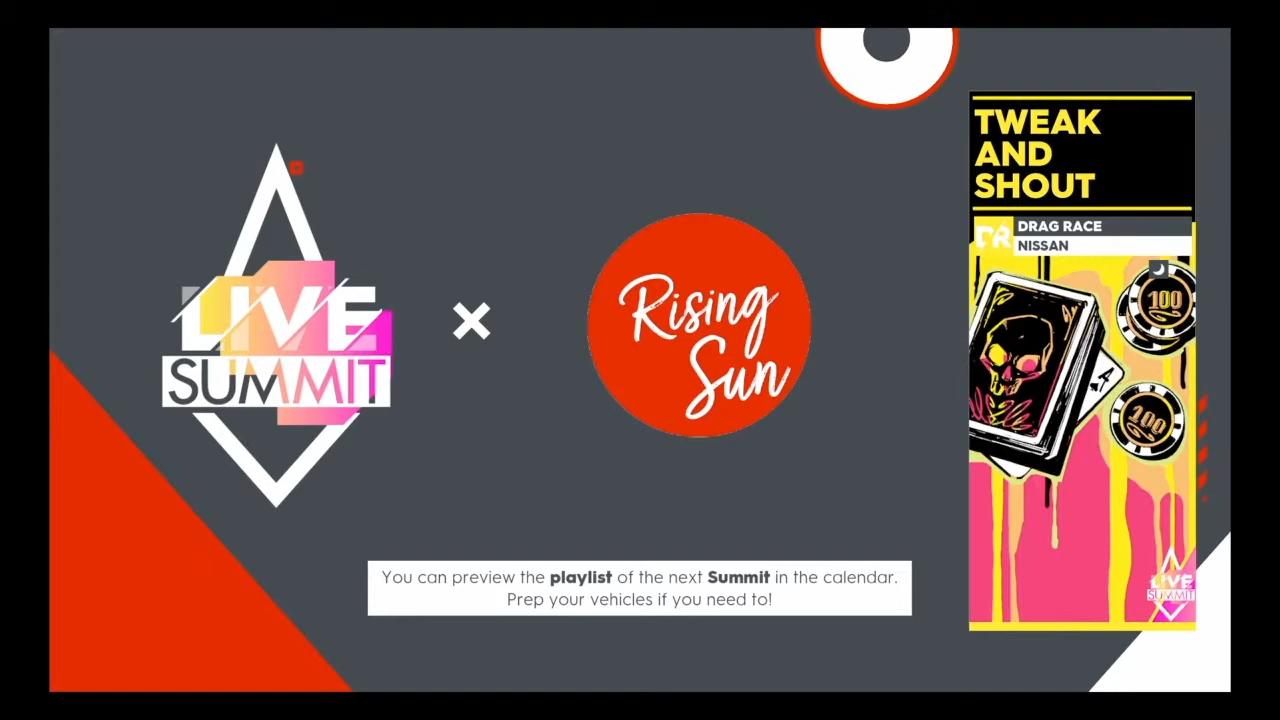 LIVE
SUMMIT
Rising
Sun
TWEAK
AND
SHOUT
DR
DRAG RACE
NISSAN
100
A
100
You can preview the playlist of the next Summit in the calendar.
Prep your vehicles if you need to!
LIVE
SUMMIT